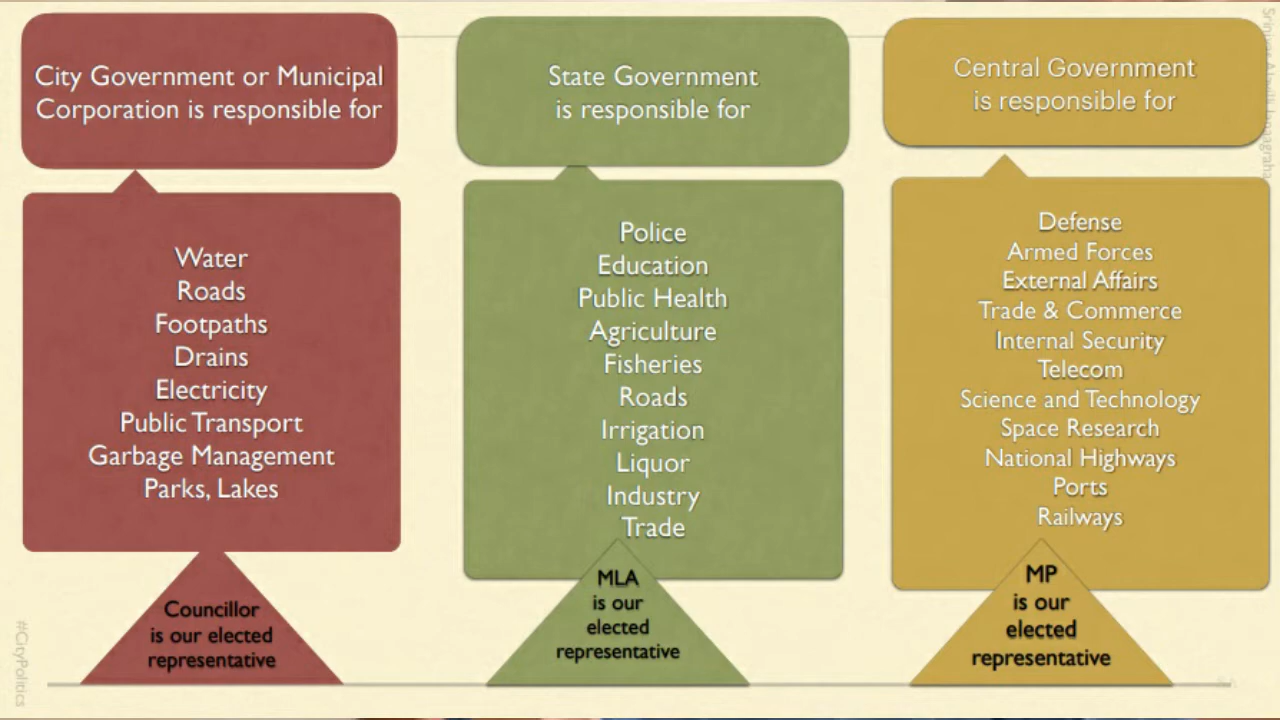 City Government or Municipal
Corporation is responsible for
Water
Roads
Footpaths
Drains
Electricity
Public Transport
Garbage Management
Parks, Lakes
Councillor
is our elected
representative
State Government
is responsible for
Police
Education
Public Health
Agriculture
Fisheries
Roads
Irrigation
Liquor
Industry
Trade
MLA
is our
elected
representative
Central Government
is responsible for
Defense
Armed Forces
External Affairs
Trade & Commerce
Internal Security
Telecom
Science and Technology
Space Research
National Highways
Ports
Railways
MP
is our
elected
representative
#CityPolitics